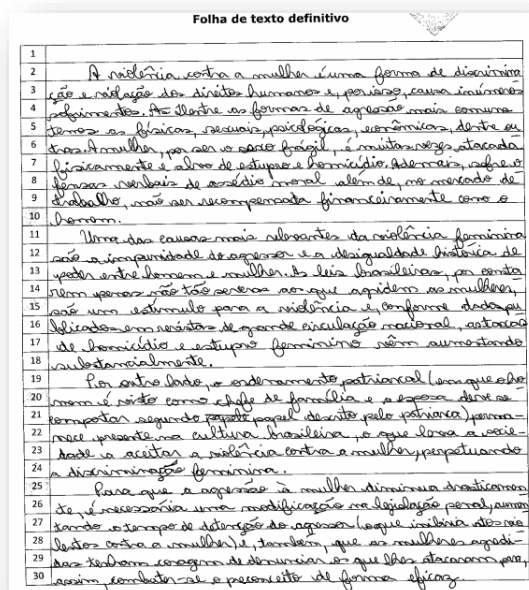 Folha de texto definitivo
1
2 A violência contra a mulher é uma forma de discrimina
3 ção e violação dos direitos humanos e, por isso, causa inúmeros
4 sofrimentos. As dentre as formas de agressão mais comuns
5 temos as físicas, sexuais, psicológicas, econômicas, dentre ou
6 tras. A mulher, por ser o sexo frágil, é muitas vezes, atacada
7 fisicamente e alvo de estupro e homicídio. Ademais, sofre o
8 fensas verbais de assédio moral além de, no mercado de
9 trabalho, não ser recompensada financeiramente como o
10 homem.
11 Uma das causas mais relevantes da violência feminina
12 são a impunidade do agressor e a desigualdade histórica de
13 poder entre homem e mulher. As leis brasileiras, por conte
14 rem penas não tão severas aos que agridem as mulheres,
15 são um estímulo para a violência e, conforme dados pu
16 blicados em revistas de grande circulação nacional, as taxas
17 de homicídio e estupro feminino vêm aumentando
18 substancialmente.
19 Por outro lado, o ordenamento patriarcal (em que o ho
20 mem é visto como chefe de família e a esposa deve se
21 comportar segundo papel descrito pelo patriarca) perma-
22 nece presente na cultura brasileira, o que leva a socie-
23 dade a aceitar a violência contra a mulher, perpetuando
24 a discriminação feminina.
25 Para que a agressão à mulher diminua drasticamen
26 te, é necessária uma modificação na legislação penal, aumen
27 tando o tempo de detenção do agressor (o que inibiria atos vio
28 lentos contra a mulher) e, também, que as mulheres agredi-
29 das tenham coragem de denunciar os que lhes atacaram para,
30 assim, combater-se o preconceito de forma eficaz.